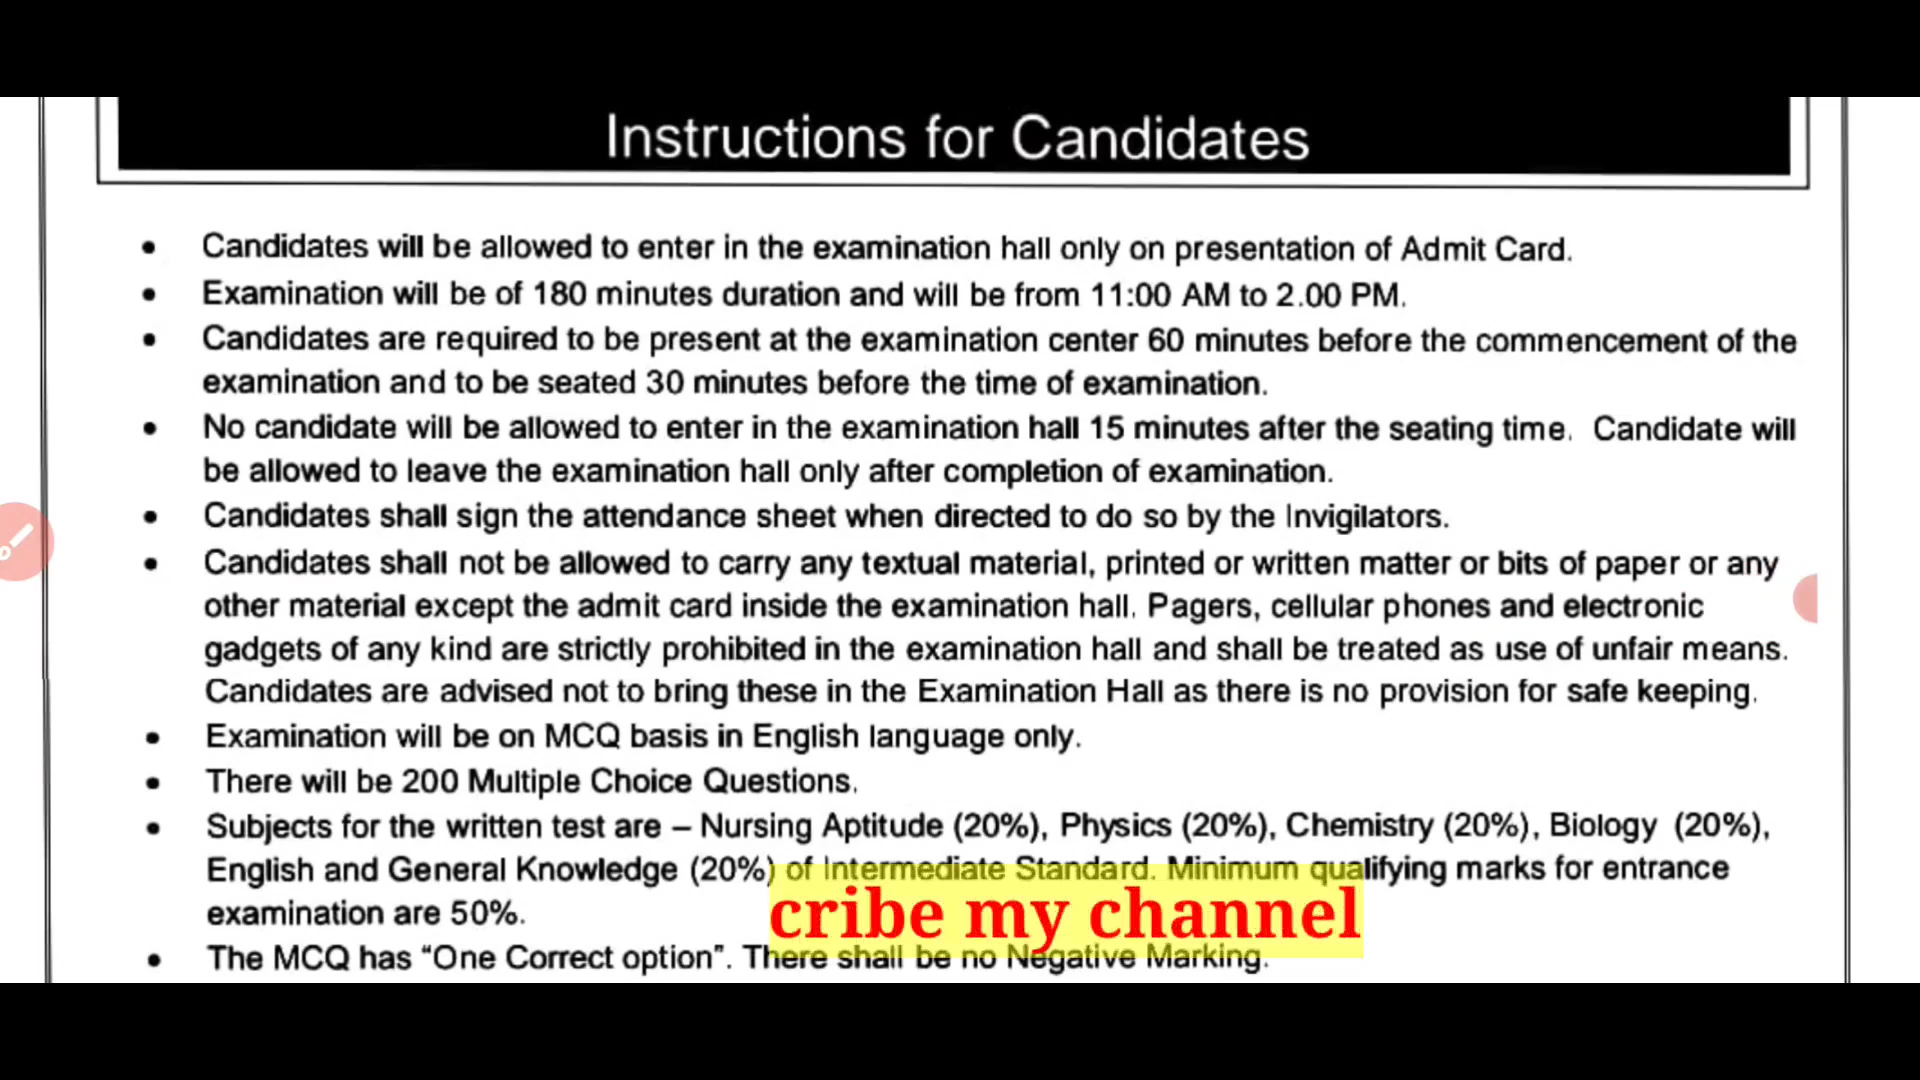 Instructions for Candidates
• Candidates will be allowed to enter in the examination hall only on presentation of Admit Card.
• Examination will be of 180 minutes duration and will be from 11:00 AM to 2.00 PM.
• Candidates are required to be present at the examination center 60 minutes before the commencement of the
examination and to be seated 30 minutes before the time of examination.
• No candidate will be allowed to enter in the examination hall 15 minutes after the seating time. Candidate will
be allowed to leave the examination hall only after completion of examination.
• Candidates shall sign the attendance sheet when directed to do so by the Invigilators.
• Candidates shall not be allowed to carry any textual material, printed or written matter or bits of paper or any
other material except the admit card inside the examination hall. Pagers, cellular phones and electronic
gadgets of any kind are strictly prohibited in the examination hall and shall be treated as use of unfair means.
Candidates are advised not to bring these in the Examination Hall as there is no provision for safe keeping.
• Examination will be on MCQ basis in English language only.
• There will be 200 Multiple Choice Questions.
• Subjects for the written test are – Nursing Aptitude (20%), Physics (20%), Chemistry (20%), Biology (20%),
English and General Knowledge (20%) of Intermediate Standard. Minimum qualifying marks for entrance
examination are 50%.
cribe my channel
• The MCQ has “One Correct option”. There shall be no Negative Marking.